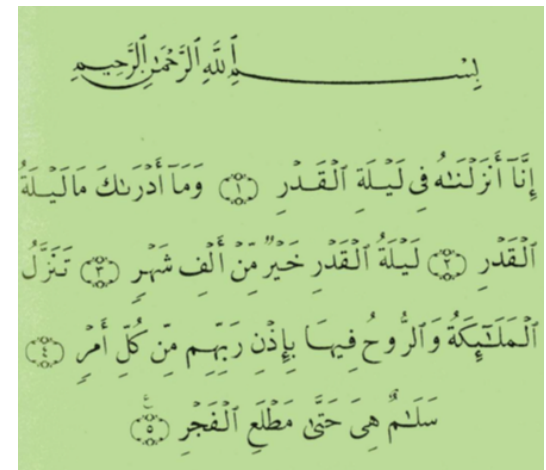 بِسْمِ ٱللَّهِ ٱلرَّحْمَٰنِ ٱلرَّحِيمِ
إِنَّآ أَنزَلْنَٰهُ فِى لَيْلَةِ ٱلْقَدْرِ ﴿١﴾ وَمَآ أَدْرَىٰكَ مَا لَيْلَةُ
ٱلْقَدْرِ ﴿٢﴾ لَيْلَةُ ٱلْقَدْرِ خَيْرٌ مِّنْ أَلْفِ شَهْرٍ ﴿٣﴾ تَنَزَّلُ
ٱلْمَلَٰٓئِكَةُ وَٱلرُّوحُ فِيهَا بِإِذْنِ رَبِّهِم مِّن كُلِّ أَمْرٍ ﴿٤﴾
سَلَٰمٌ هِىَ حَتَّىٰ مَطْلَعِ ٱلْفَجْرِ ﴿٥﴾